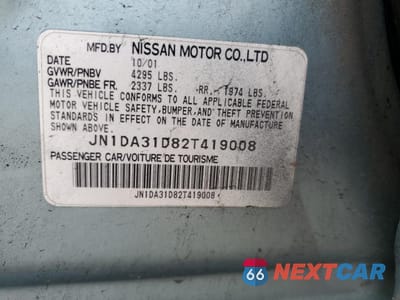 MFD.BY NISSAN MOTOR CO.,LTD
DATE 10/01
GVWR/PNBV 4295 LBS.
GAWR/PNBE FR. 2337 LBS. RR. 1974 LBS.
THIS VEHICLE CONFORMS TO ALL APPLICABLE FEDERAL
MOTOR VEHICLE SAFETY,BUMPER,AND THEFT PREVENTION
STANDARDS IN EFFECT ON THE DATE OF MANUFACTURE
SHOWN ABOVE.
JN1DA31D82T419008
PASSENGER CAR/VOITURE DE TOURISME
JN1DA31D82T419008
66 NEXTCAR